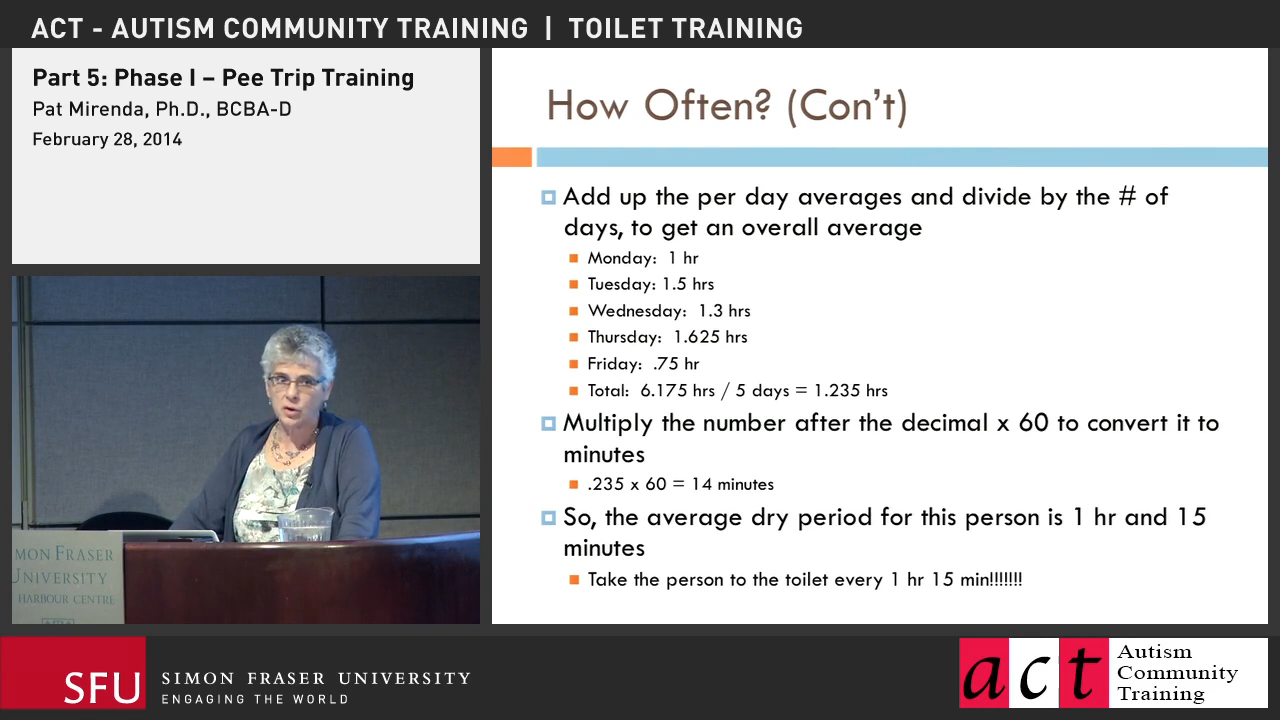 ACT - AUTISM COMMUNITY TRAINING | TOILET TRAINING
Part 5: Phase I – Pee Trip Training
Pat Mirenda, Ph.D., BCBA-D
February 28, 2014
How Often? (Con't)
Add up the per day averages and divide by the # of
days, to get an overall average
Monday: 1 hr
Tuesday: 1.5 hrs
Wednesday: 1.3 hrs
Thursday: 1.625 hrs
Friday: .75 hr
Total: 6.175 hrs / 5 days = 1.235 hrs
Multiply the number after the decimal x 60 to convert it to
minutes
.235 x 60 = 14 minutes
So, the average dry period for this person is 1 hr and 15
minutes
Take the person to the toilet every 1 hr 15 min!!!!!!!
MON FRASER
UNIVERSITY
HARBOUR CENTRE
SFU
SIMON FRASER UNIVERSITY
ENGAGING THE WORLD
act
Autism
Community
Training